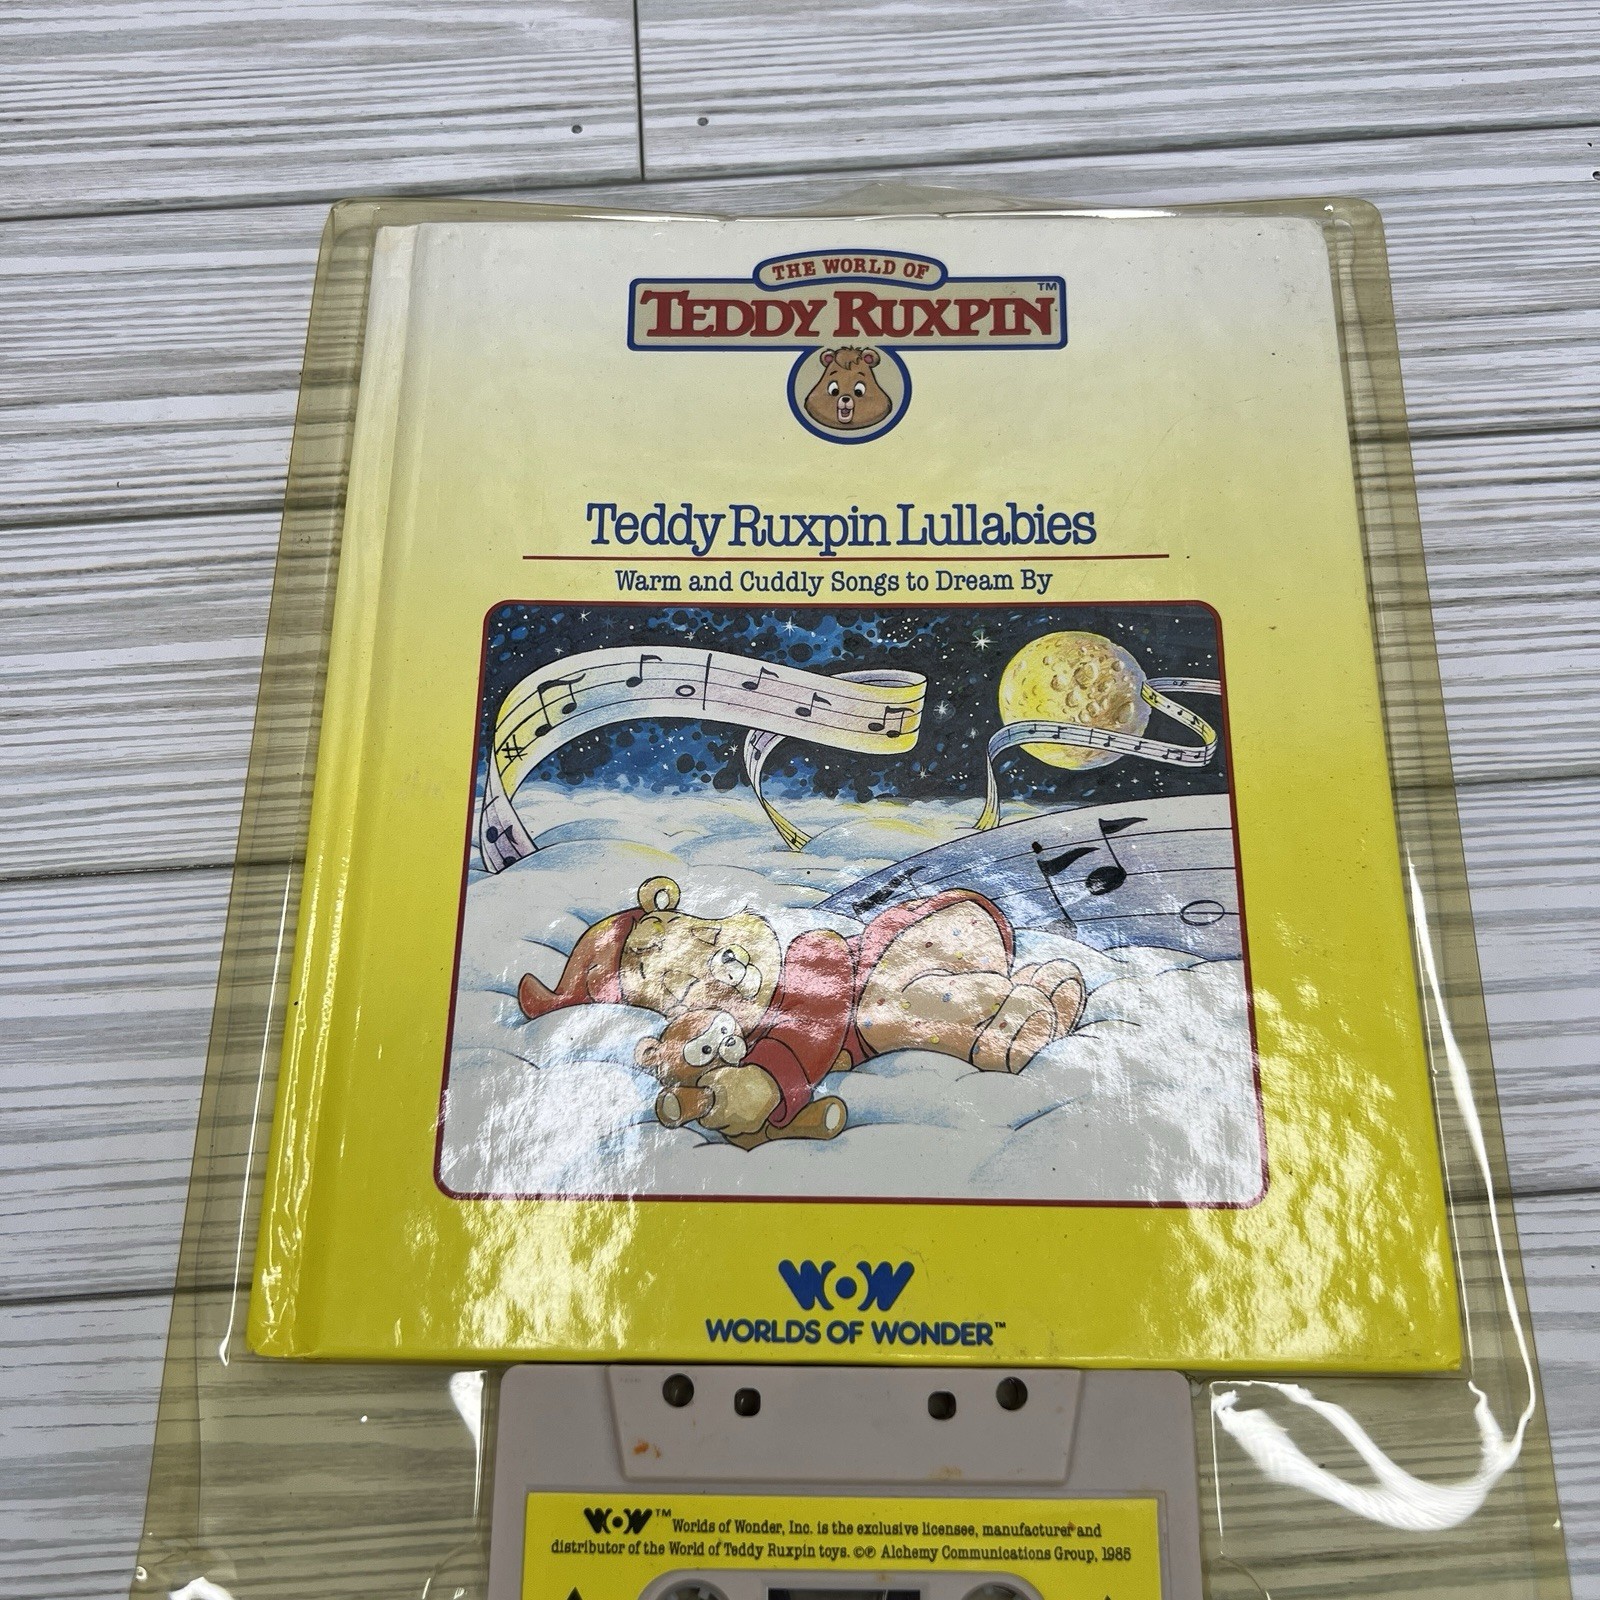 THE WORLD OF
TEDDY RUXPIN™
Teddy Ruxpin Lullabies
Warm and Cuddly Songs to Dream By
WOW
WORLDS OF WONDER™
WOW™ Worlds of Wonder, Inc. is the exclusive licensee, manufacturer and
distributor of the World of Teddy Ruxpin toys. ©℗ Alchemy Communications Group, 1985